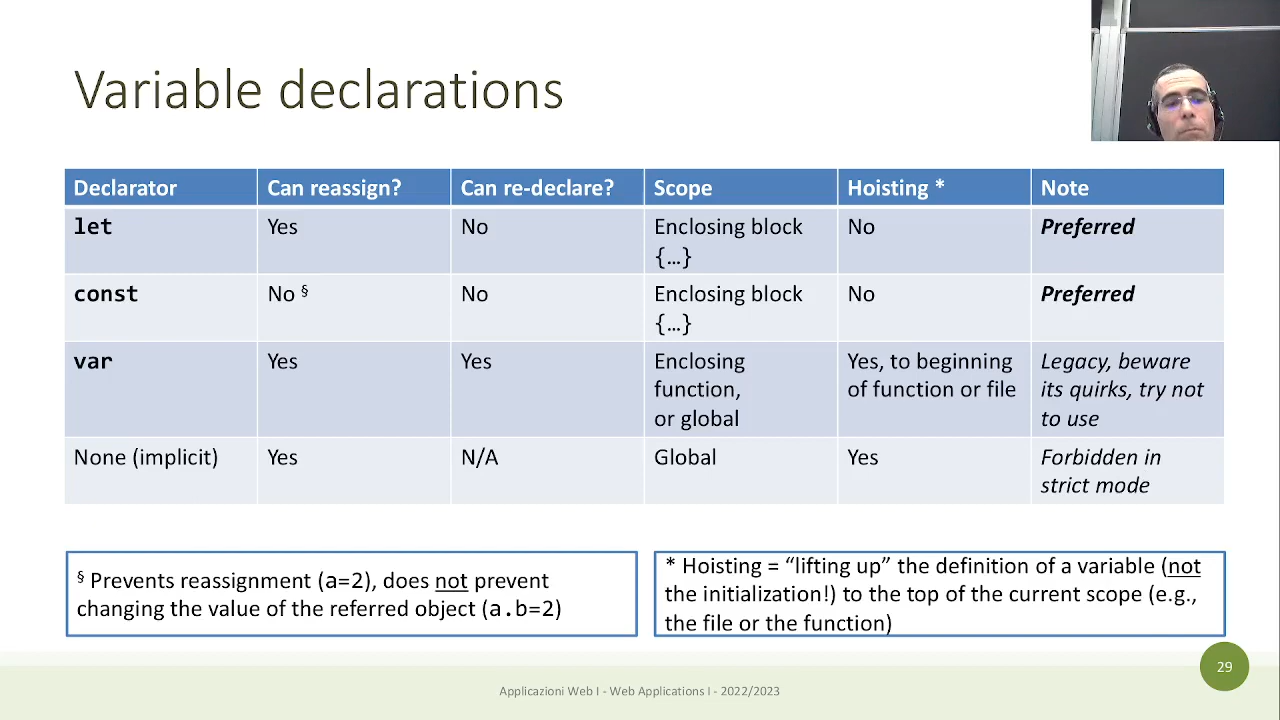 Variable declarations
Declarator Can reassign? Can re-declare? Scope Hoisting * Note
let Yes No Enclosing block {…} No Preferred
const No § No Enclosing block {…} No Preferred
var Yes Yes Enclosing function, or global Yes, to beginning of function or file Legacy, beware its quirks, try not to use
None (implicit) Yes N/A Global Yes Forbidden in strict mode
§ Prevents reassignment (a=2), does not prevent
changing the value of the referred object (a.b=2)
* Hoisting = “lifting up” the definition of a variable (not
the initialization!) to the top of the current scope (e.g.,
the file or the function)
29
Applicazioni Web I - Web Applications I - 2022/2023